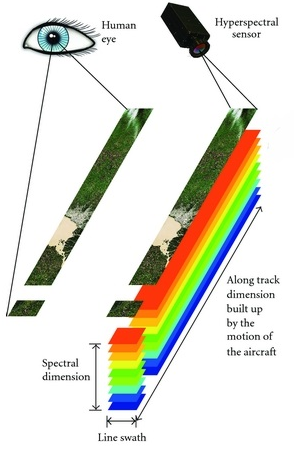 Human
eye
Hyperspectral
sensor
Along track
dimension
built up
by the
motion of
the aircraft
Spectral
dimension
Line swath